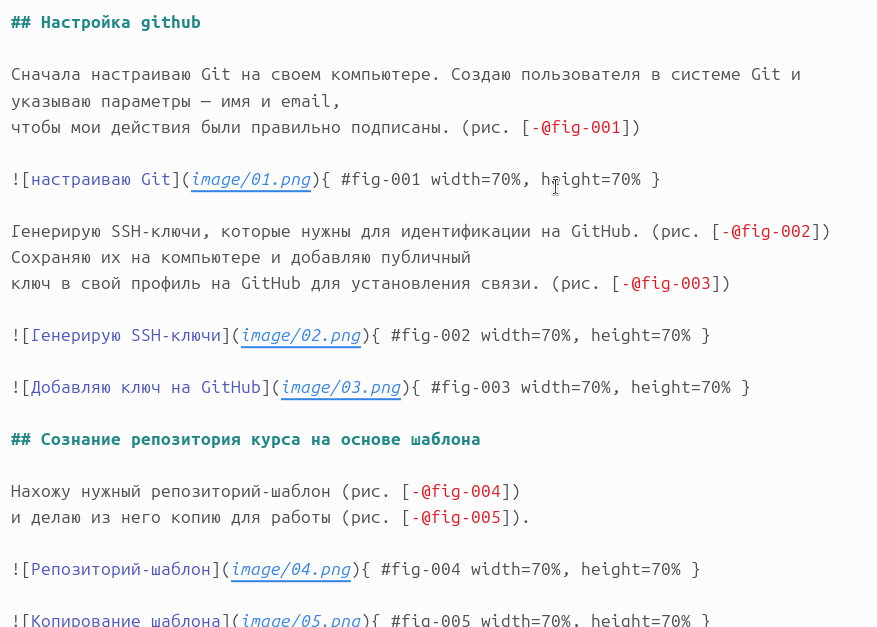 ## Настройка github
Сначала настраиваю Git на своем компьютере. Создаю пользователя в системе Git и
указываю параметры — имя и email,
чтобы мои действия были правильно подписаны. (рис. [-@fig-001])
![настраиваю Git](image/01.png){ #fig-001 width=70%, height=70% }
Генерирую SSH-ключи, которые нужны для идентификации на GitHub. (рис. [-@fig-002])
Сохраняю их на компьютере и добавляю публичный
ключ в свой профиль на GitHub для установления связи. (рис. [-@fig-003])
![Генерирую SSH-ключи](image/02.png){ #fig-002 width=70%, height=70% }
![Добавляю ключ на GitHub](image/03.png){ #fig-003 width=70%, height=70% }
## Сознание репозитория курса на основе шаблона
Нахожу нужный репозиторий-шаблон (рис. [-@fig-004])
и делаю из него копию для работы (рис. [-@fig-005]).
![Репозиторий-шаблон](image/04.png){ #fig-004 width=70%, height=70% }
![Копирование шаблона](image/05.png){ #fig-005 width=70%, height=70% }